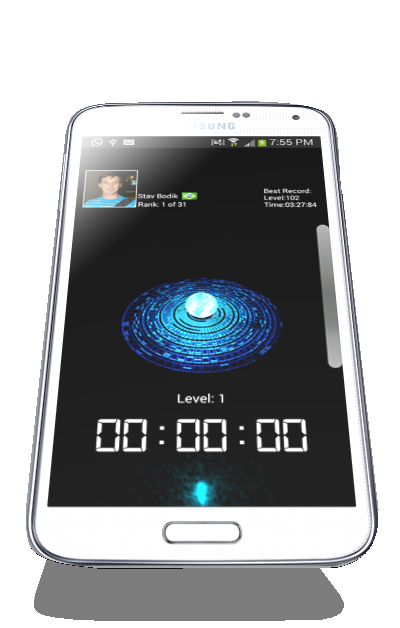 SAMSUNG
7:55 PM
Stav Bodik
Rank: 1 of 31
Best Record:
Level:102
Time:03:27:84
Level: 1
00:00:00